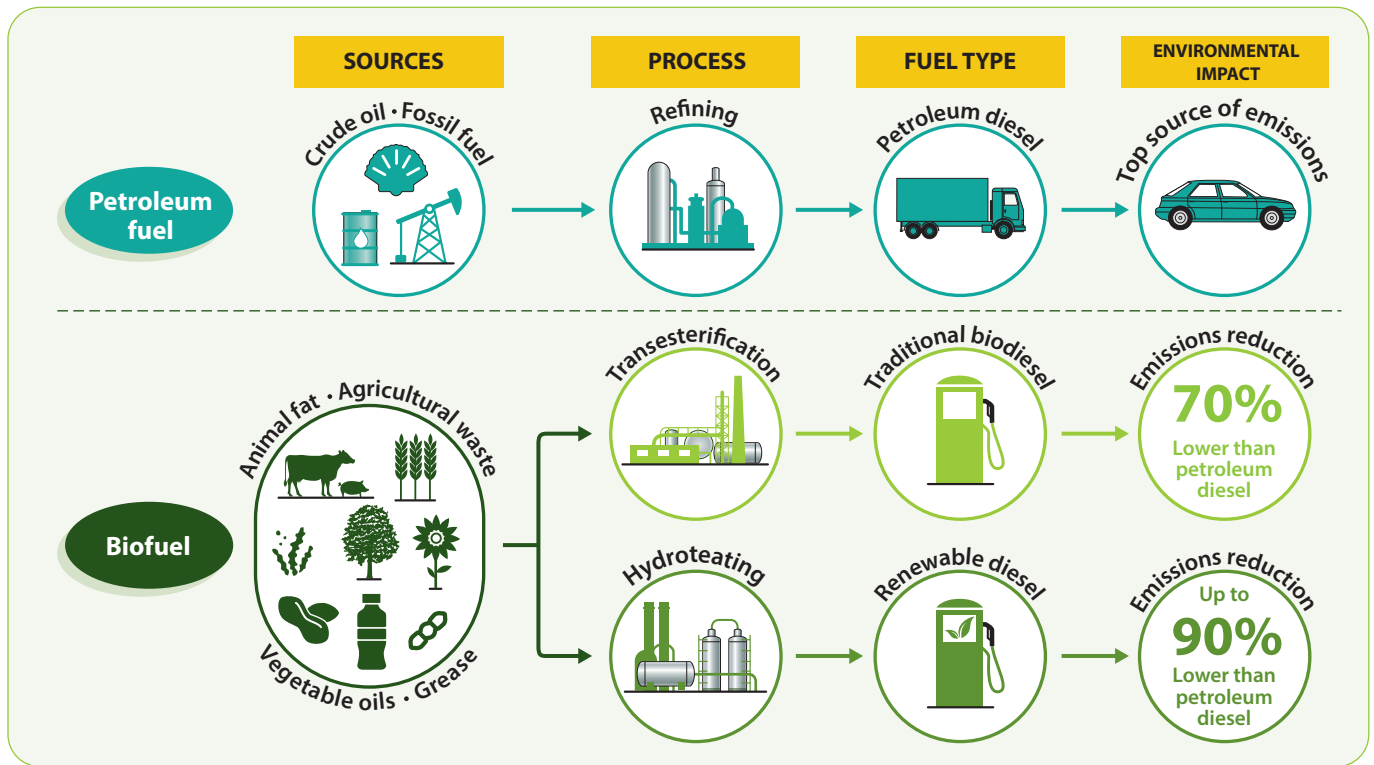 SOURCES
PROCESS
FUEL TYPE
ENVIRONMENTAL
IMPACT
Petroleum
fuel
Crude oil · Fossil fuel
Refining
Petroleum diesel
Top source of emissions
Biofuel
Animal fat · Agricultural waste
Vegetable oils · Grease
Transesterification
Traditional biodiesel
Emissions reduction
70%
Lower than
petroleum
diesel
Hydroteating
Renewable diesel
Emissions reduction
Up to
90%
Lower than
petroleum
diesel